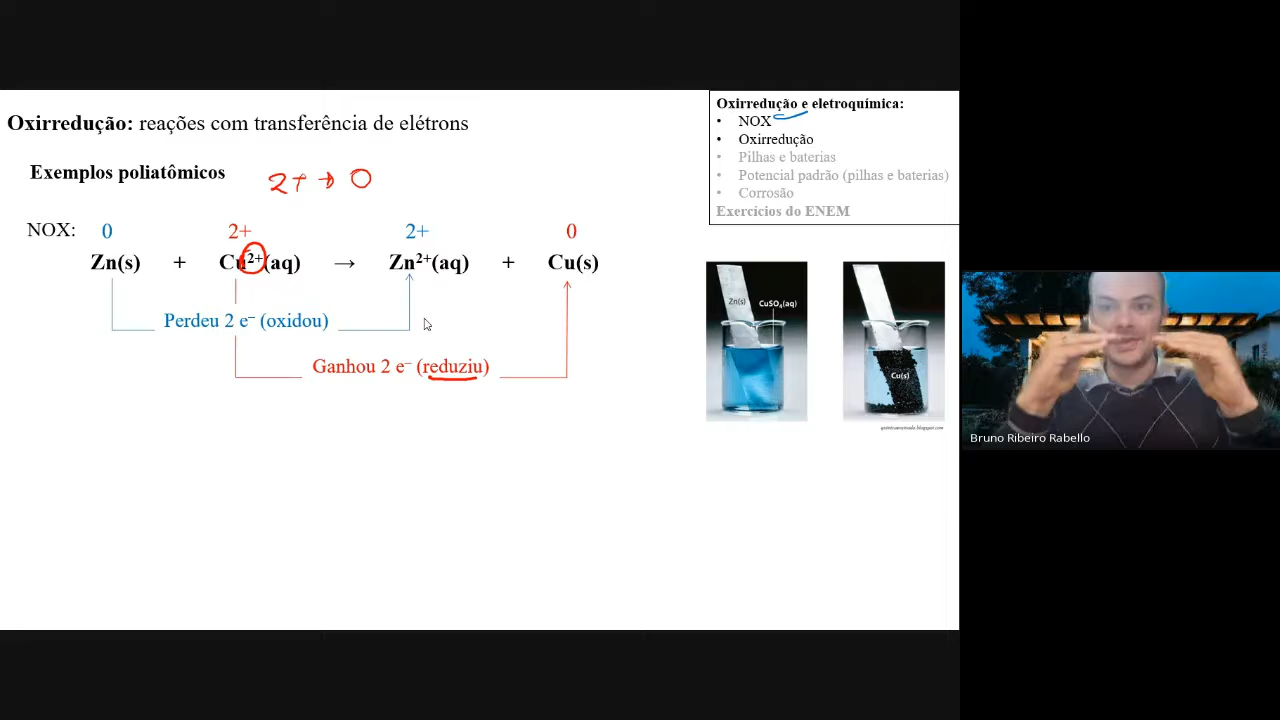 Oxirredução: reações com transferência de elétrons
Exemplos poliatômicos
2+ → 0
NOX: 0 2+ 2+ 0
Zn(s) + Cu²⁺(aq) → Zn²⁺(aq) + Cu(s)
Perdeu 2 e⁻ (oxidou)
Ganhou 2 e⁻ (reduziu)
Oxirredução e eletroquímica:
• NOX
• Oxirredução
• Pilhas e baterias
• Potencial padrão (pilhas e baterias)
• Corrosão
Exercícios do ENEM
Zn(s)
CuSO₄(aq)
Cu(s)
Bruno Ribeiro Rabello